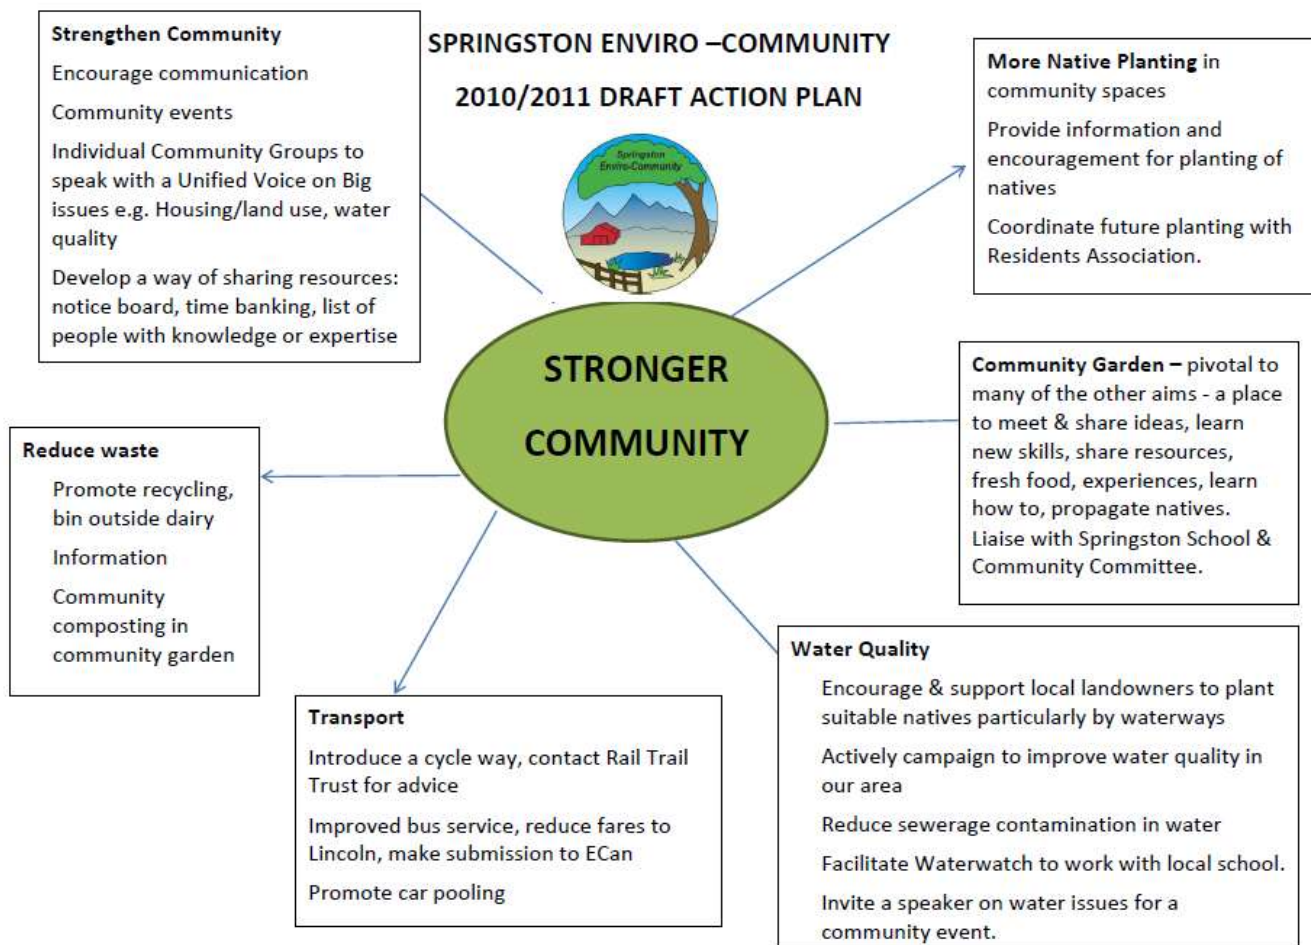 SPRINGSTON ENVIRO –COMMUNITY
2010/2011 DRAFT ACTION PLAN
Springston
Enviro-Community
STRONGER
COMMUNITY
Strengthen Community
Encourage communication
Community events
Individual Community Groups to
speak with a Unified Voice on Big
issues e.g. Housing/land use, water
quality
Develop a way of sharing resources:
notice board, time banking, list of
people with knowledge or expertise
More Native Planting in
community spaces
Provide information and
encouragement for planting of
natives
Coordinate future planting with
Residents Association.
Community Garden – pivotal to
many of the other aims - a place
to meet & share ideas, learn
new skills, share resources,
fresh food, experiences, learn
how to, propagate natives.
Liaise with Springston School &
Community Committee.
Reduce waste
Promote recycling,
bin outside dairy
Information
Community
composting in
community garden
Transport
Introduce a cycle way, contact Rail Trail
Trust for advice
Improved bus service, reduce fares to
Lincoln, make submission to ECan
Promote car pooling
Water Quality
Encourage & support local landowners to plant
suitable natives particularly by waterways
Actively campaign to improve water quality in
our area
Reduce sewerage contamination in water
Facilitate Waterwatch to work with local school.
Invite a speaker on water issues for a
community event.